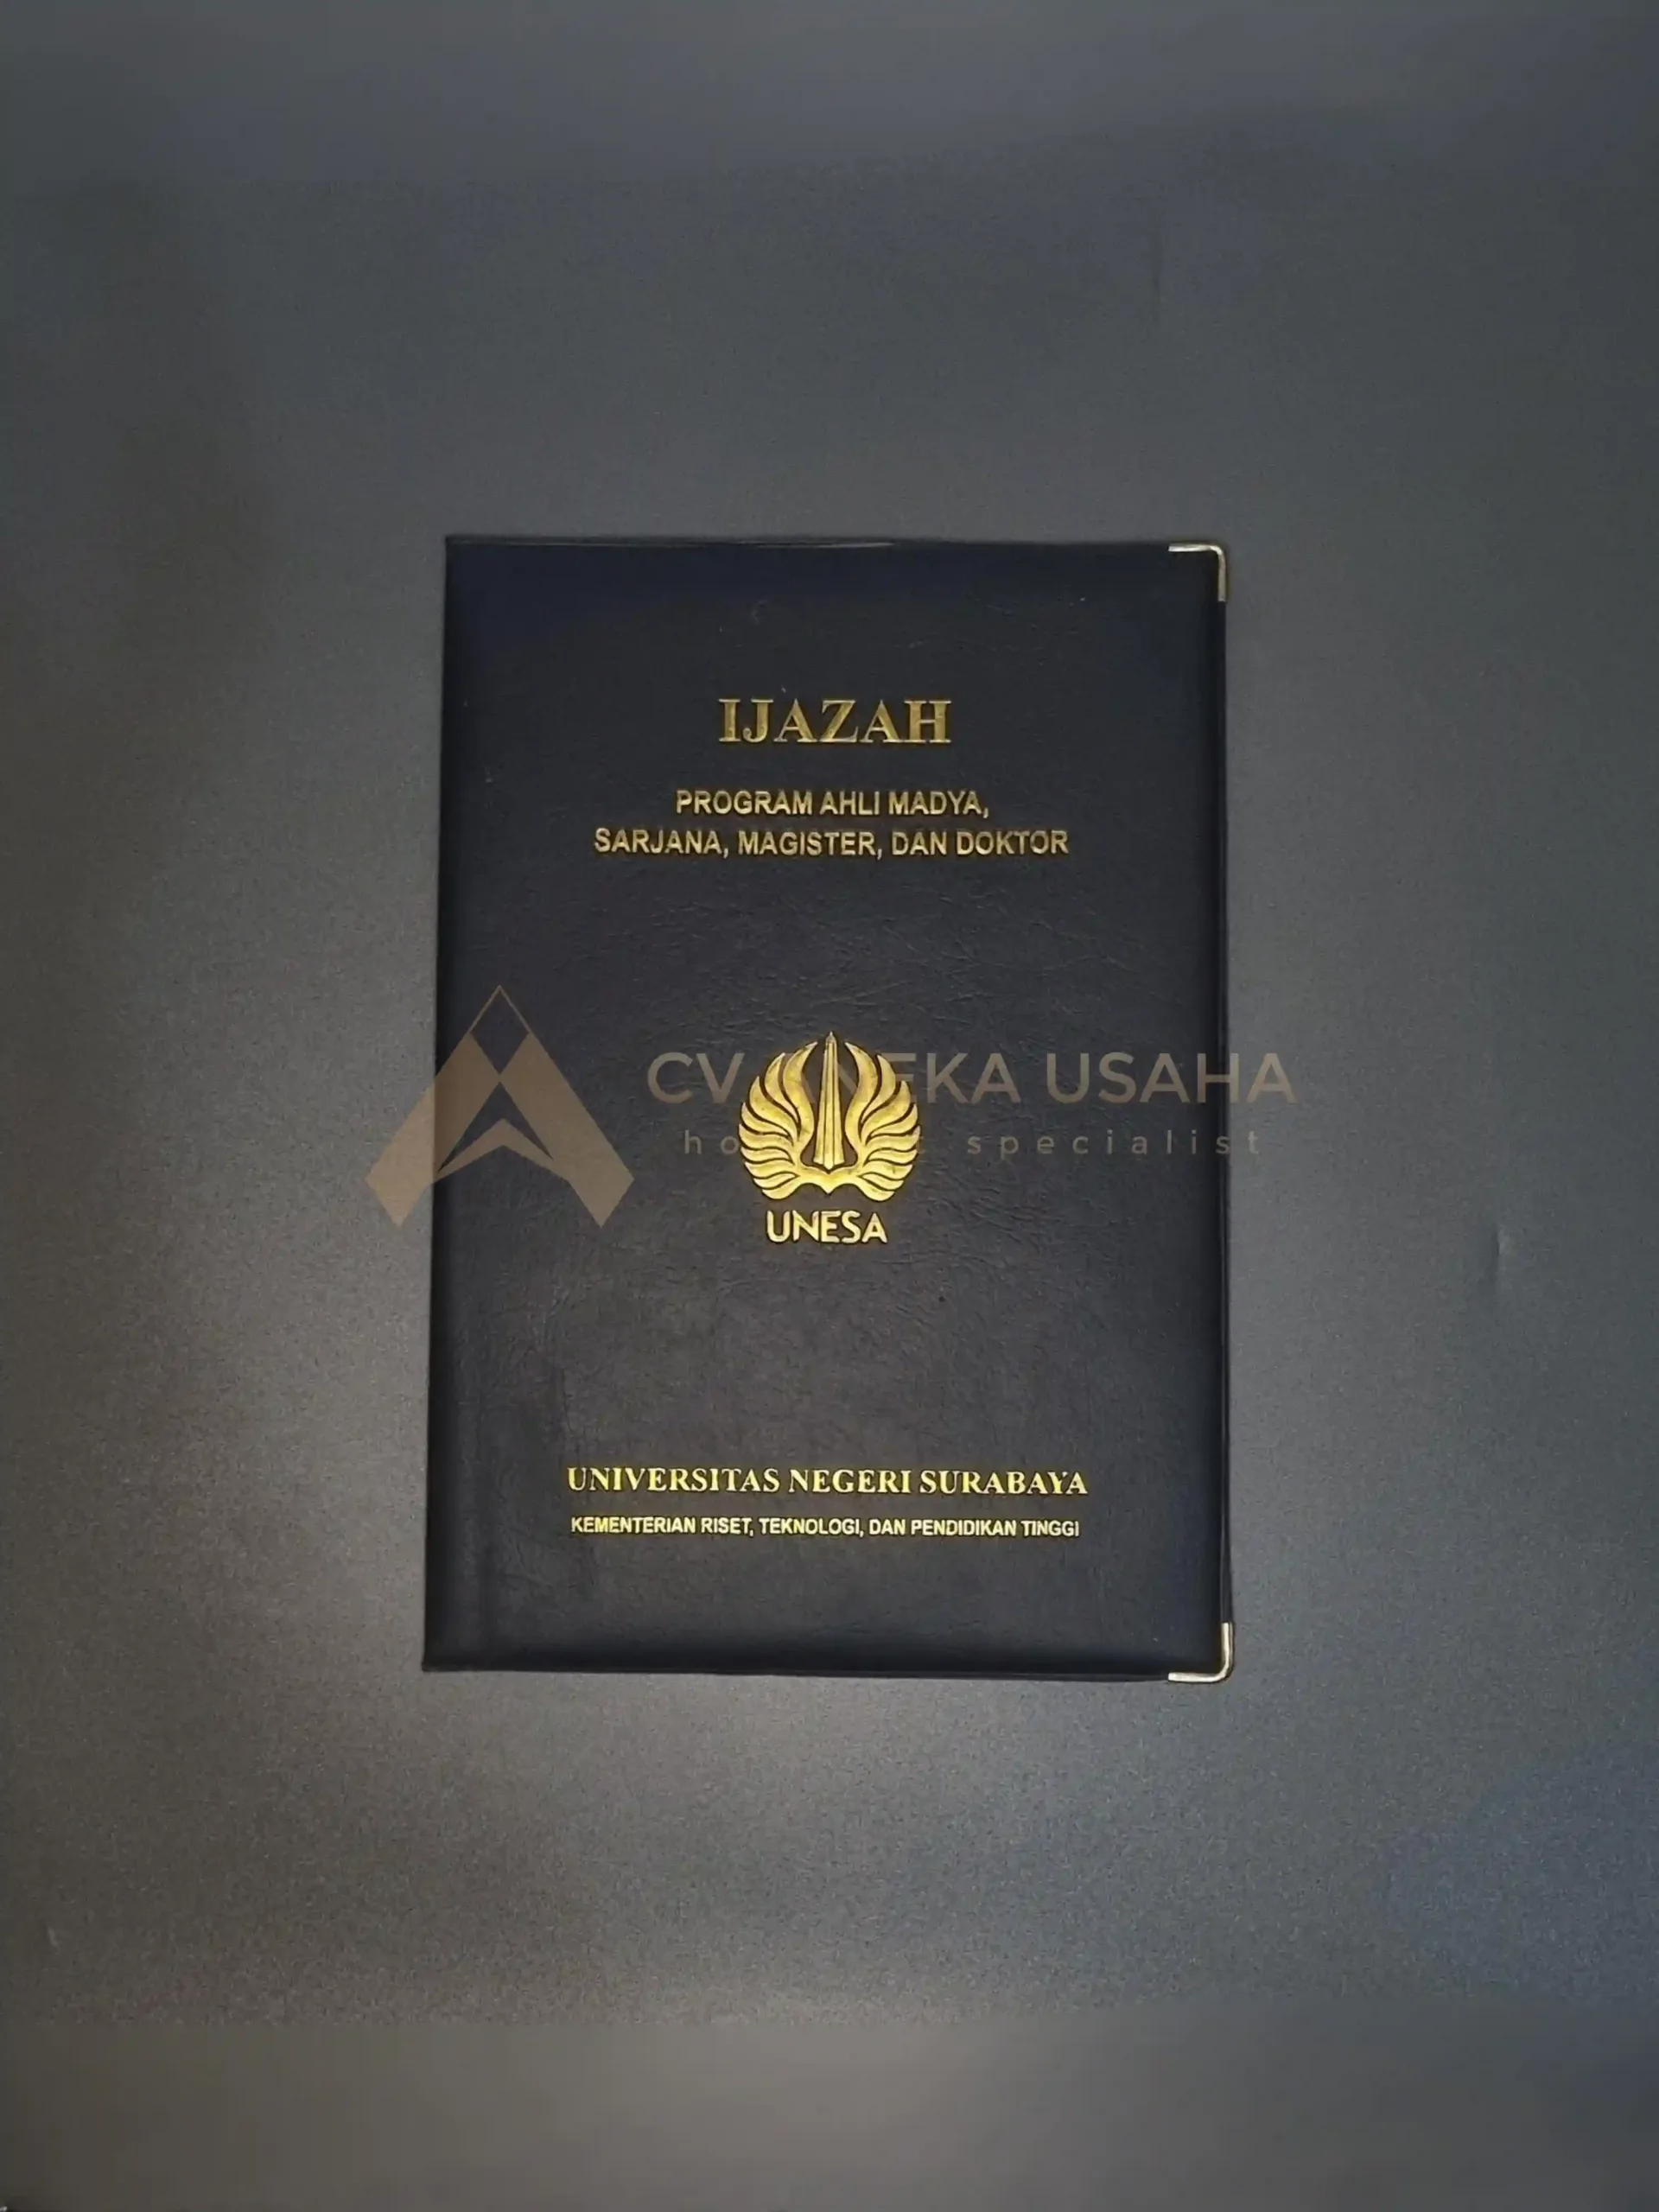 IJAZAH
PROGRAM AHLI MADYA,
SARJANA, MAGISTER, DAN DOKTOR
CV ANEKA USAHA
specialist
UNESA
UNIVERSITAS NEGERI SURABAYA
KEMENTERIAN RISET, TEKNOLOGI, DAN PENDIDIKAN TINGGI